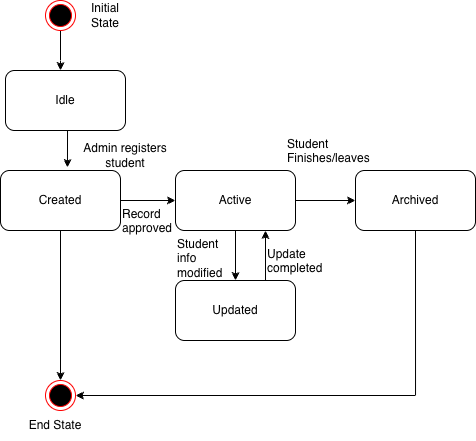 Initial
State
Idle
Admin registers
student
Student
Finishes/leaves
Created
Active
Archived
Record
approved
Student
info
modified
Update
completed
Updated
End State